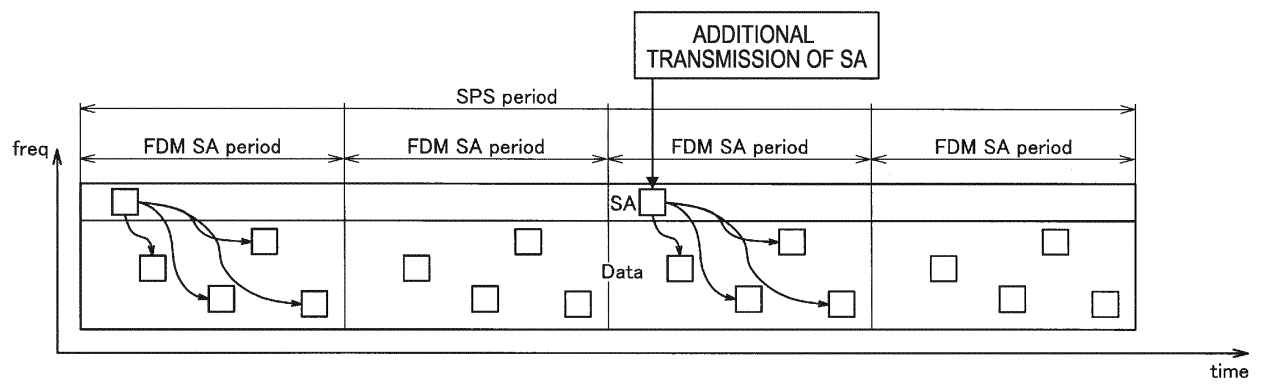 ADDITIONAL
TRANSMISSION OF SA
SPS period
freq
FDM SA period
FDM SA period
FDM SA period
FDM SA period
SA
Data
time